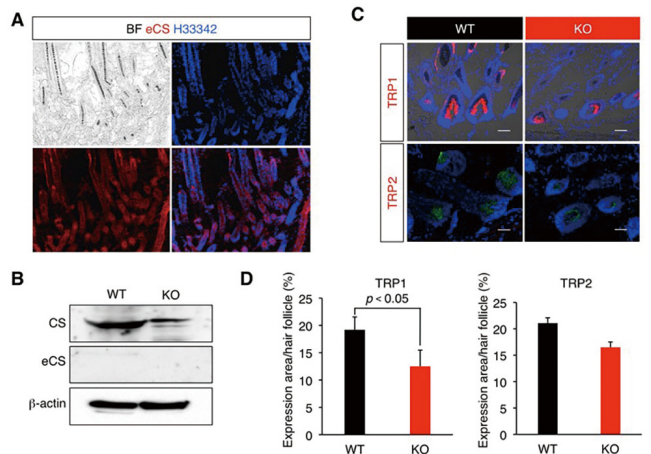 A
BF eCS H33342
B
WT KO
CS
eCS
β-actin
C
WT KO
TRP1
TRP2
D
TRP1
Expression area/hair follicle (%)
25
20
15
10
5
0
p < 0.05
WT KO
TRP2
Expression area/hair follicle (%)
25
20
15
10
5
0
WT KO